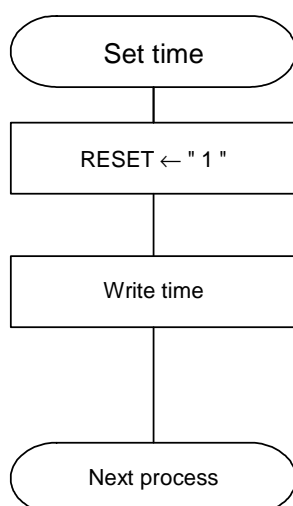 Set time
RESET ← " 1 "
Write time
Next process